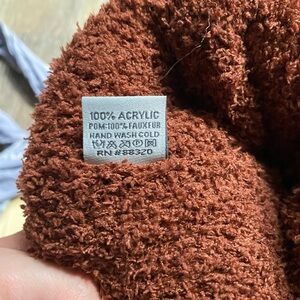 100% ACRYLIC
POM:100% FAUXFUR
HAND WASH COLD
RN #88320